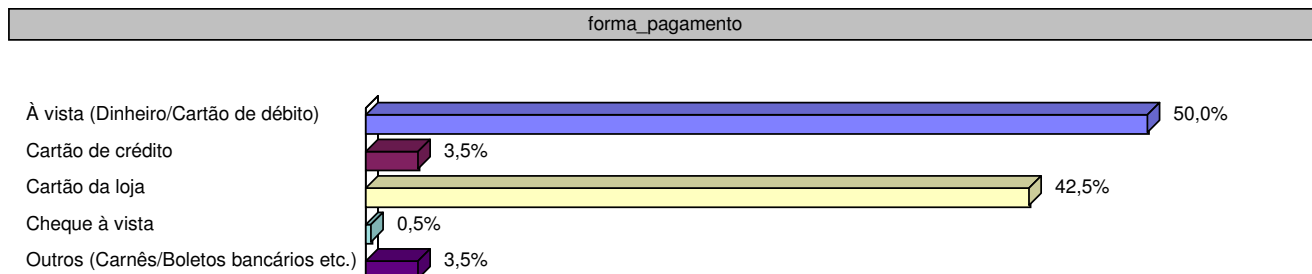 forma_pagamento
À vista (Dinheiro/Cartão de débito) 50,0%
Cartão de crédito 3,5%
Cartão da loja 42,5%
Cheque à vista 0,5%
Outros (Carnês/Boletos bancários etc.) 3,5%